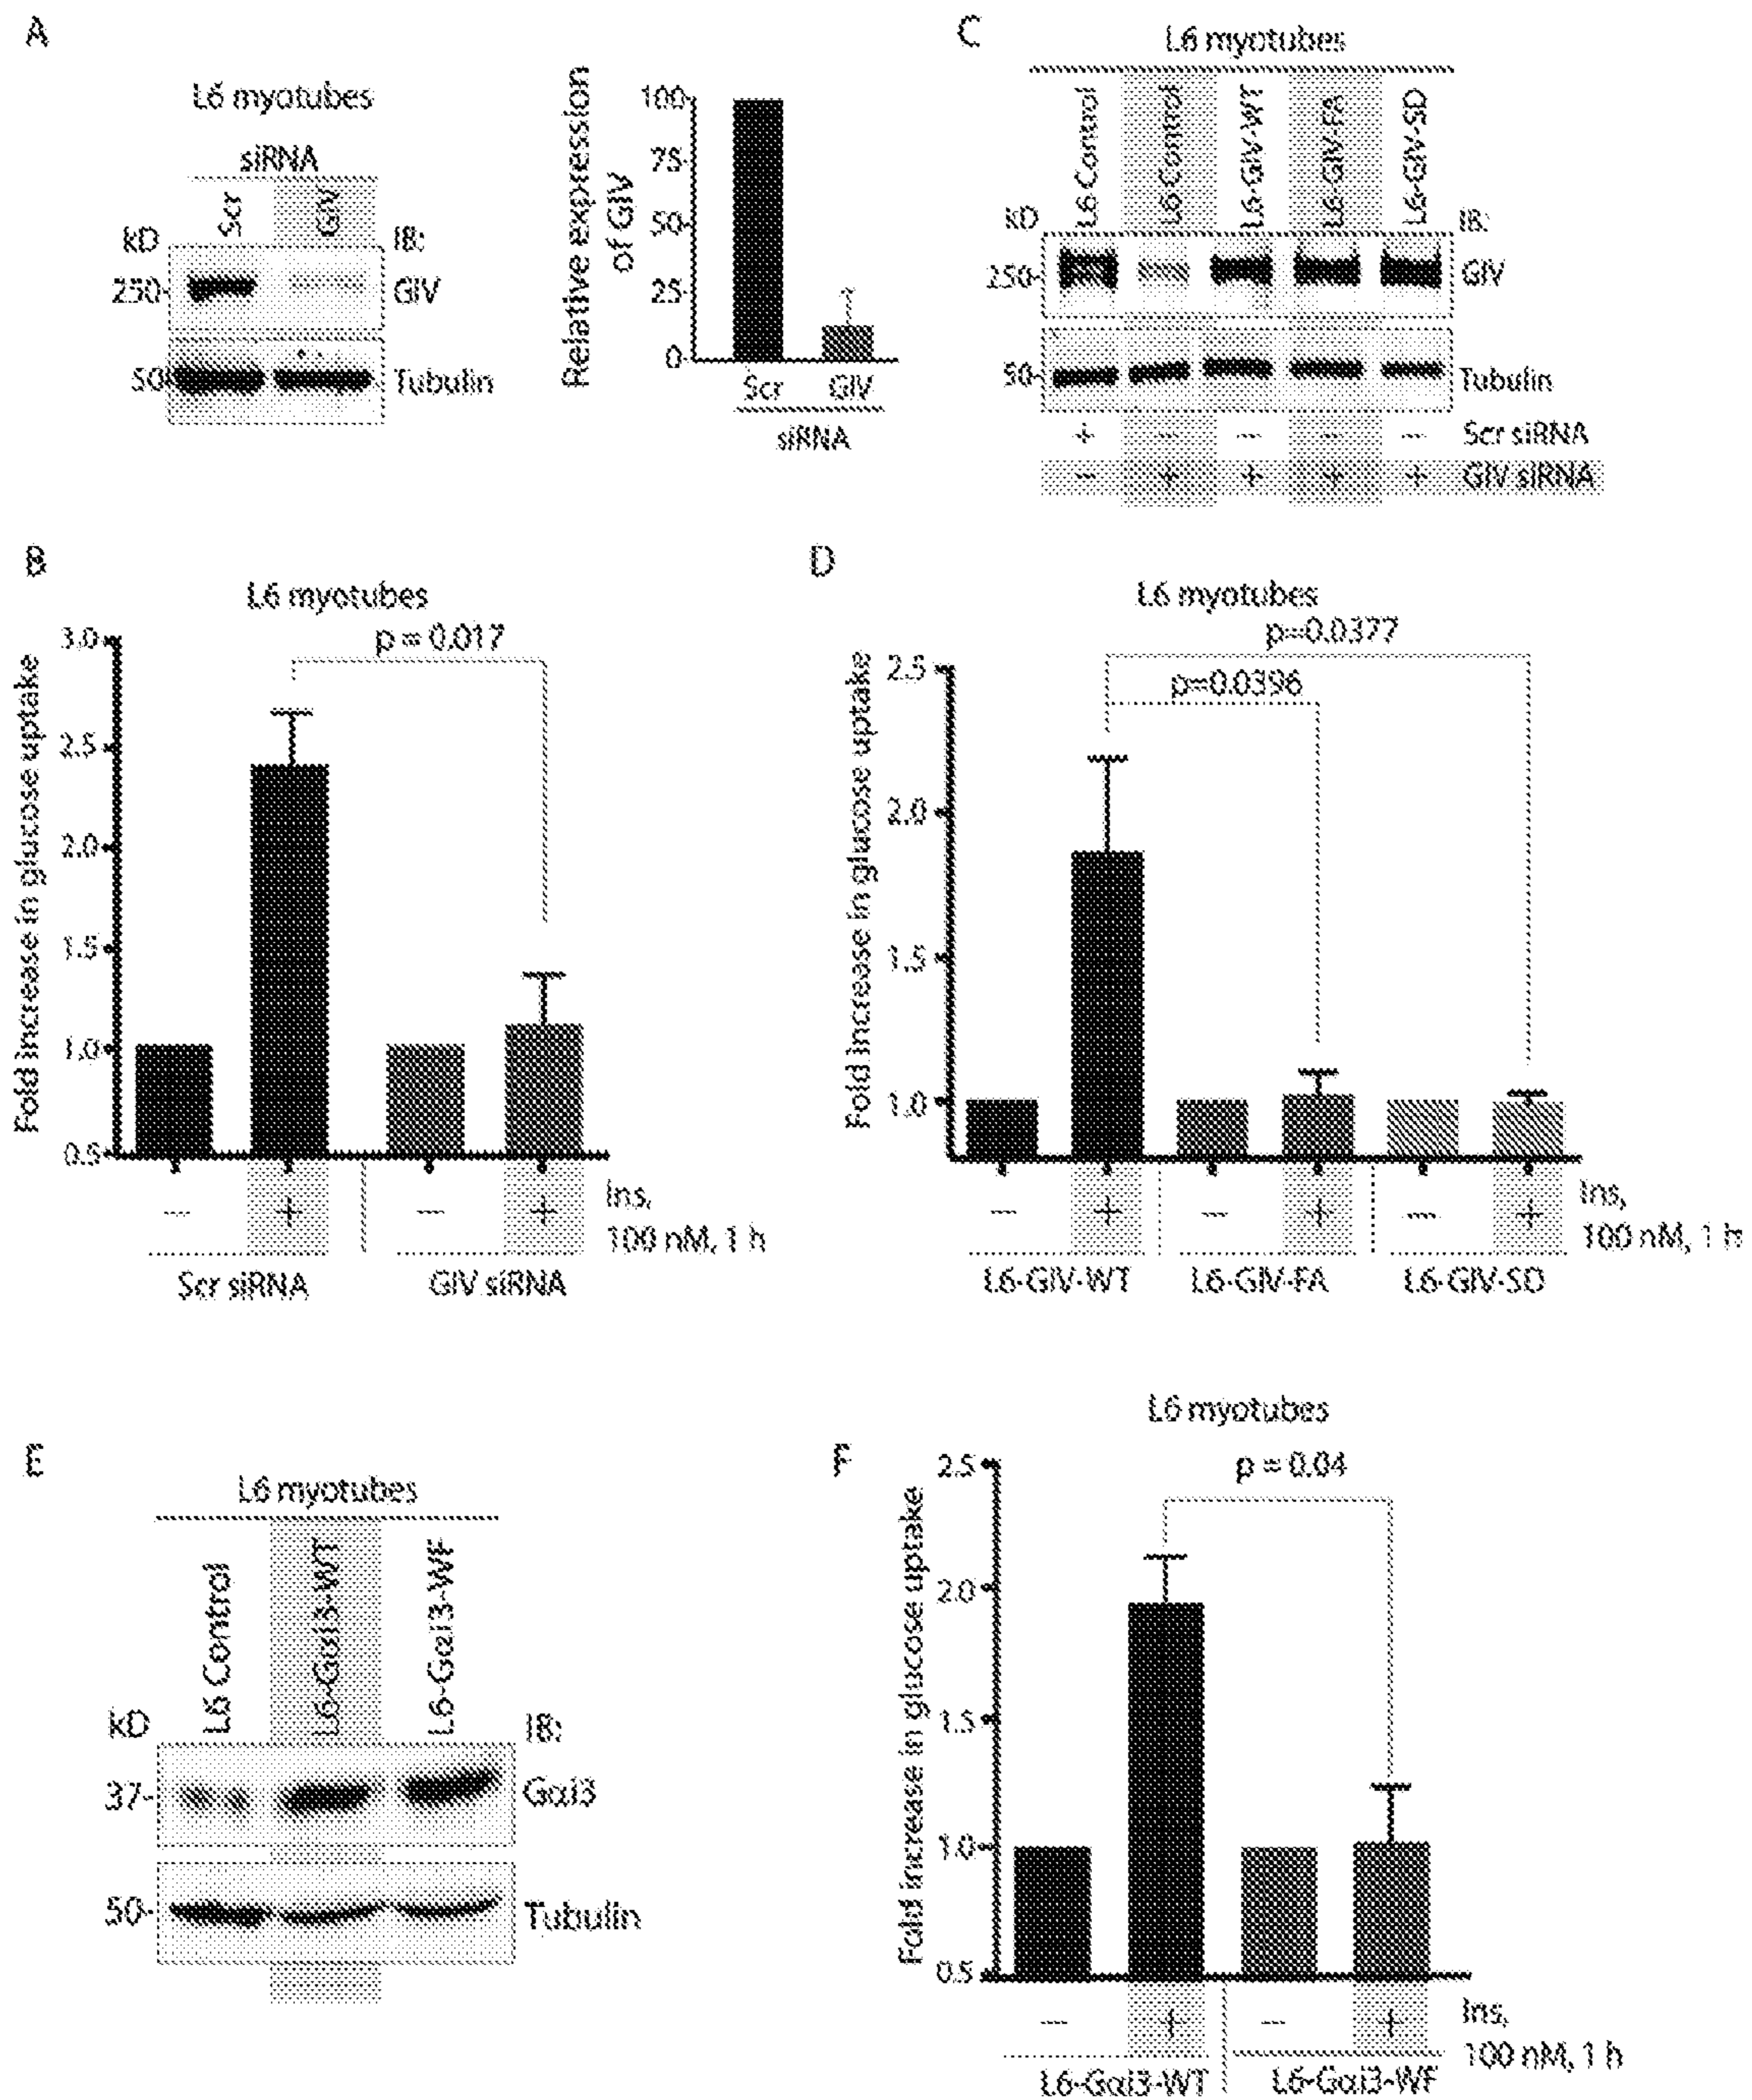 A
L6 myotubes
siRNA
Scr
GIV
kD
IB:
250-
GIV
50-
Tubulin
Relative expression
of GIV
100-
75-
50-
25-
0-
Scr
GIV
siRNA
C
L6 myotubes
L6-Control
L6-Control
L6-GIV-WT
L6-GIV-FA
L6-GIV-SD
kD
IB:
250-
GIV
50-
Tubulin
+ − − − − Scr siRNA
− + + + + GIV siRNA
B
L6 myotubes
p = 0.017
Fold increase in glucose uptake
3.0
2.5
2.0
1.5
1.0
0.5
− + − +
Ins,
100 nM, 1 h
Scr siRNA
GIV siRNA
D
L6 myotubes
p=0.0377
p=0.0396
Fold increase in glucose uptake
2.5
2.0
1.5
1.0
− + − + − +
Ins,
100 nM, 1 h
L6-GIV-WT
L6-GIV-FA
L6-GIV-SD
E
L6 myotubes
L6 Control
L6-Gαi3-WT
L6-Gαi3-WF
kD
IB:
37-
Gαi3
50-
Tubulin
F
L6 myotubes
p = 0.04
Fold increase in glucose uptake
2.5
2.0
1.5
1.0
0.5
− + − +
Ins,
100 nM, 1 h
L6-Gαi3-WT
L6-Gαi3-WF